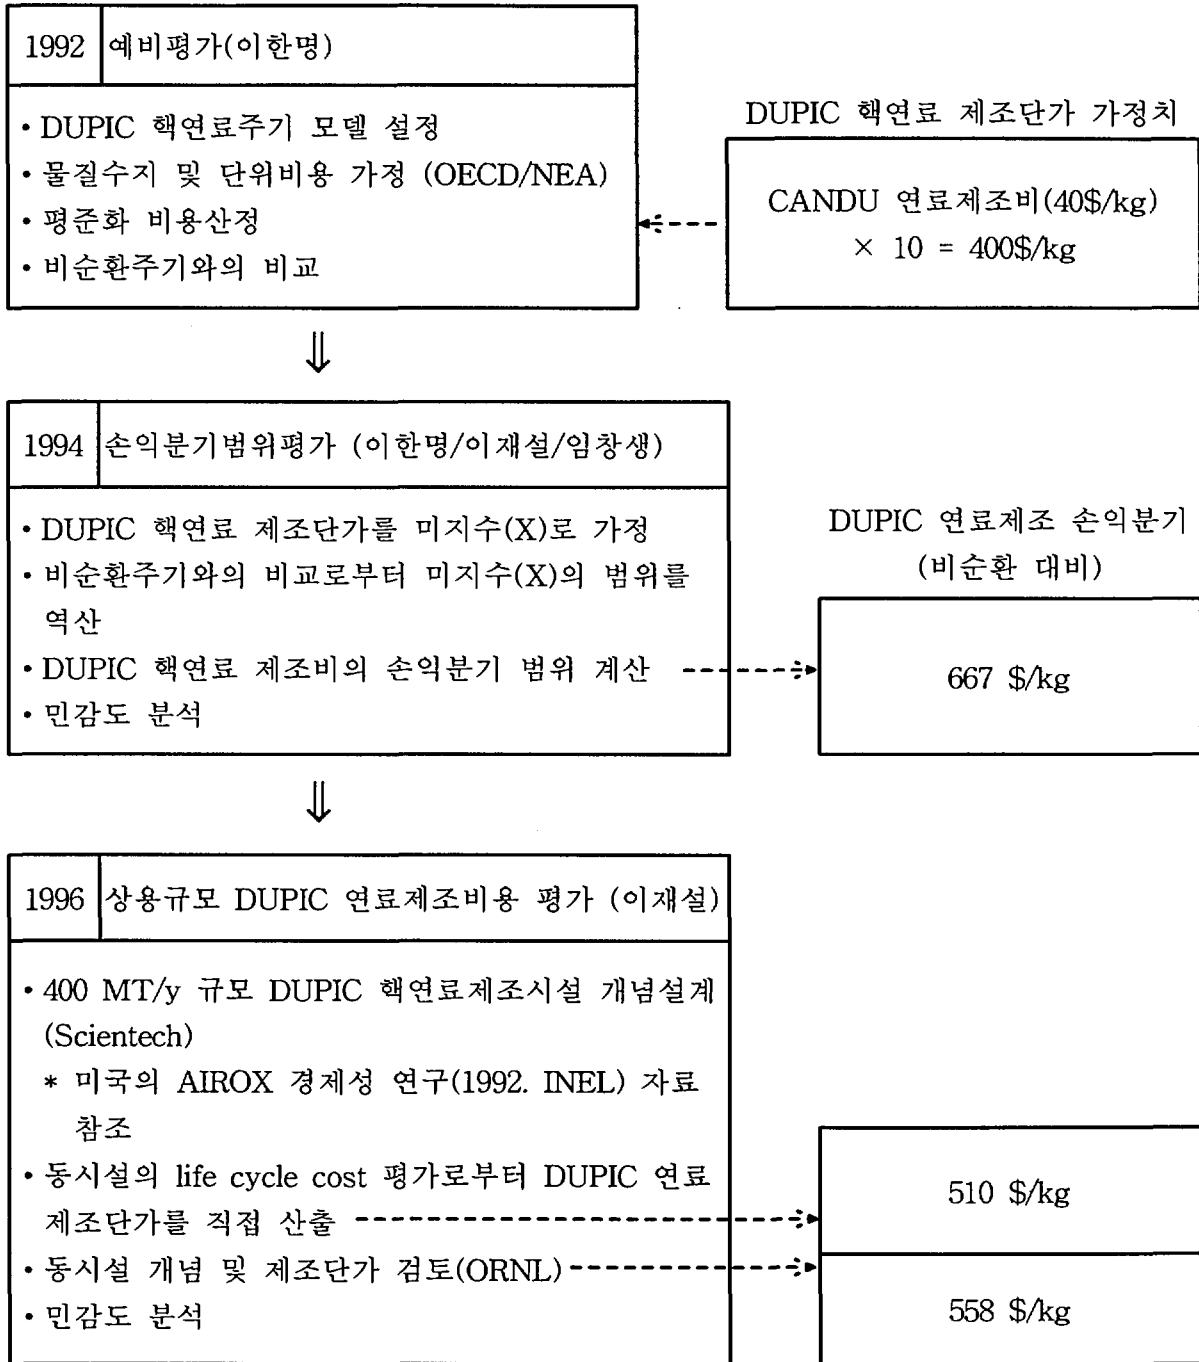 1992 예비평가(이한명)
• DUPIC 핵연료주기 모델 설정
• 물질수지 및 단위비용 가정 (OECD/NEA)
• 평준화 비용산정
• 비순환주기와의 비교
DUPIC 핵연료 제조단가 가정치
CANDU 연료제조비(40$/kg)
× 10 = 400$/kg
⇓
1994 손익분기범위평가 (이한명/이재설/임창생)
• DUPIC 핵연료 제조단가를 미지수(X)로 가정
• 비순환주기와의 비교로부터 미지수(X)의 범위를
역산
• DUPIC 핵연료 제조비의 손익분기 범위 계산
• 민감도 분석
DUPIC 연료제조 손익분기
(비순환 대비)
667 $/kg
⇓
1996 상용규모 DUPIC 연료제조비용 평가 (이재설)
• 400 MT/y 규모 DUPIC 핵연료제조시설 개념설계
(Scientech)
* 미국의 AIROX 경제성 연구(1992. INEL) 자료
참조
• 동시설의 life cycle cost 평가로부터 DUPIC 연료
제조단가를 직접 산출
• 동시설 개념 및 제조단가 검토(ORNL)
• 민감도 분석
510 $/kg
558 $/kg